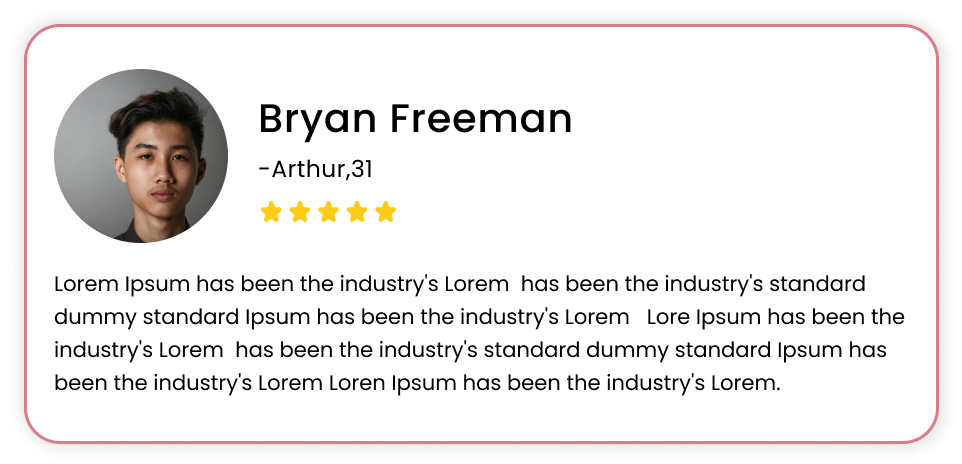 Bryan Freeman
-Arthur,31
Lorem Ipsum has been the industry's Lorem  has been the industry's standard
dummy standard Ipsum has been the industry's Lorem   Lore Ipsum has been the
industry's Lorem  has been the industry's standard dummy standard Ipsum has
been the industry's Lorem Loren Ipsum has been the industry's Lorem.